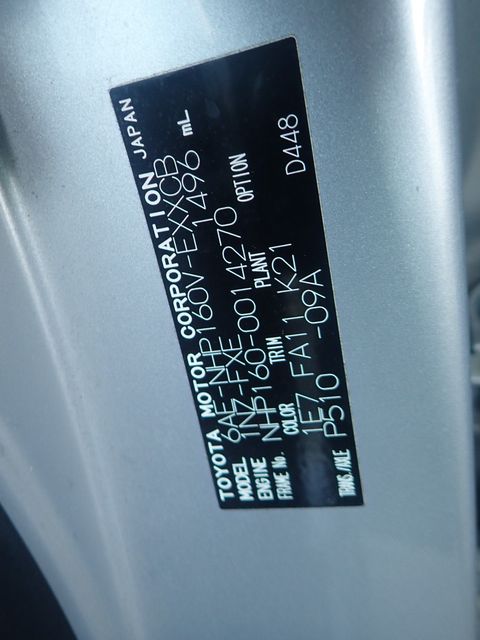 TOYOTA MOTOR CORPORATION JAPAN
MODEL 6AE-NHP160V-EXXCB
ENGINE 1NZ-FXE 1496 mL
FRAME No. NHP160-0014270
COLOR TRIM PLANT OPTION
1E7 FA11 K21
TRANS./AXLE P510 -09A D448